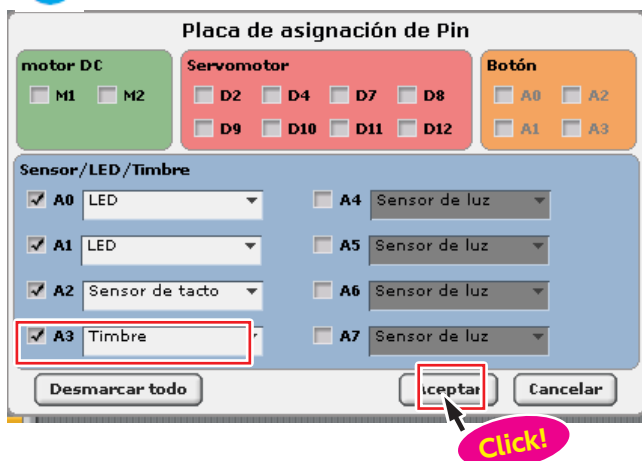 Placa de asignación de Pin
motor DC
M1 M2
Servomotor
D2 D4 D7 D8
D9 D10 D11 D12
Botón
A0 A2
A1 A3
Sensor/LED/Timbre
A0 LED
A4 Sensor de luz
A1 LED
A5 Sensor de luz
A2 Sensor de tacto
A6 Sensor de luz
A3 Timbre
A7 Sensor de luz
Desmarcar todo
Aceptar
Cancelar
Click!